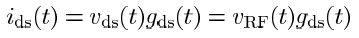 i_ds(t) = v_ds(t)g_ds(t) = v_RF(t)g_ds(t)